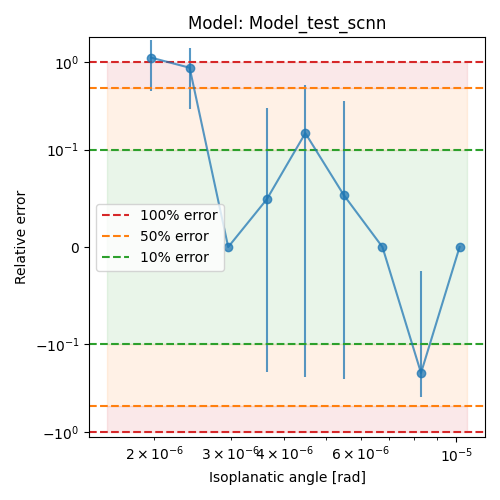 Model: Model_test_scnn
Relative error
10⁰
10⁻¹
0
−10⁻¹
−10⁰
100% error
50% error
10% error
2 × 10⁻⁶ 3 × 10⁻⁶ 4 × 10⁻⁶ 6 × 10⁻⁶ 10⁻⁵
Isoplanatic angle [rad]